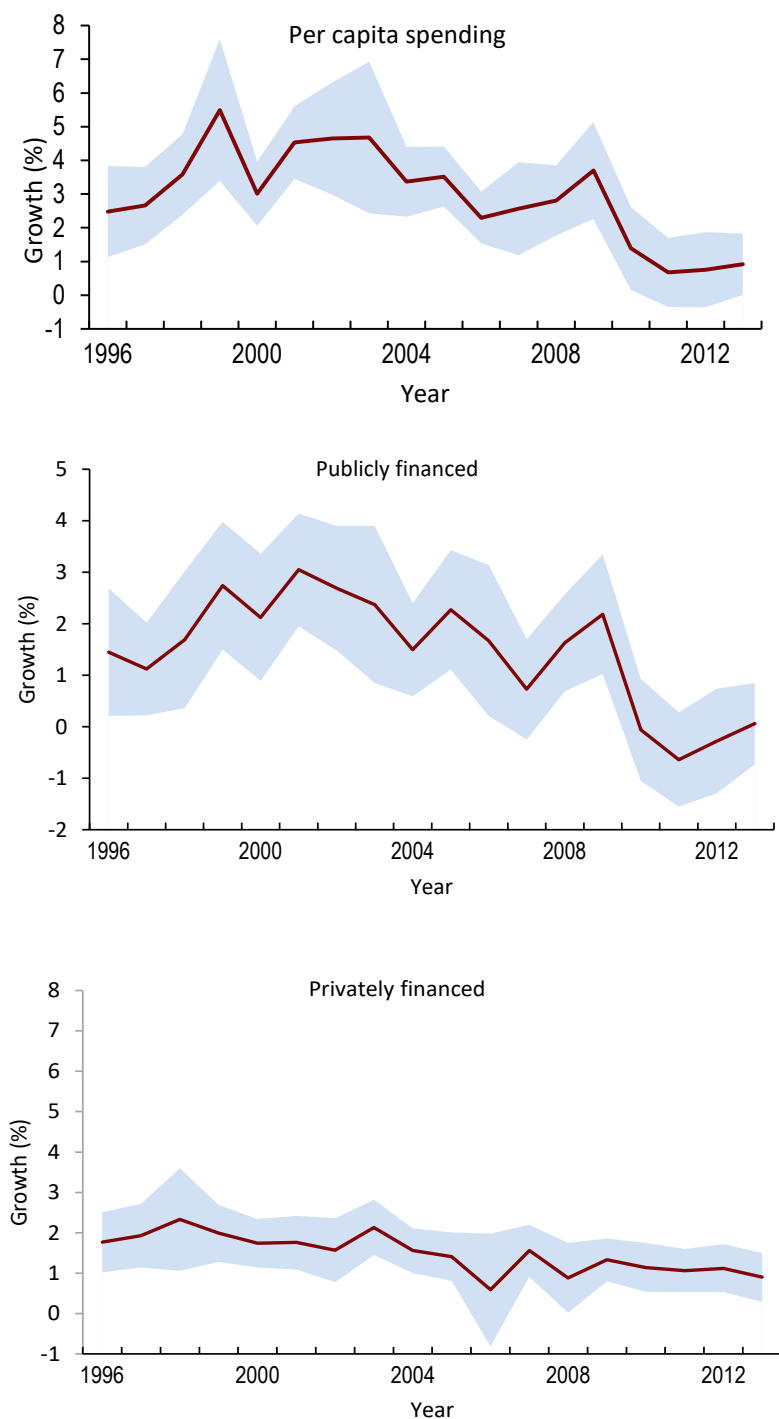 Per capita spending
8
7
6
5
4
3
2
1
0
-1
Growth (%)
1996 2000 2004 2008 2012
Year
Publicly financed
5
4
3
2
1
0
-1
-2
Growth (%)
1996 2000 2004 2008 2012
Year
Privately financed
8
7
6
5
4
3
2
1
0
-1
Growth (%)
1996 2000 2004 2008 2012
Year